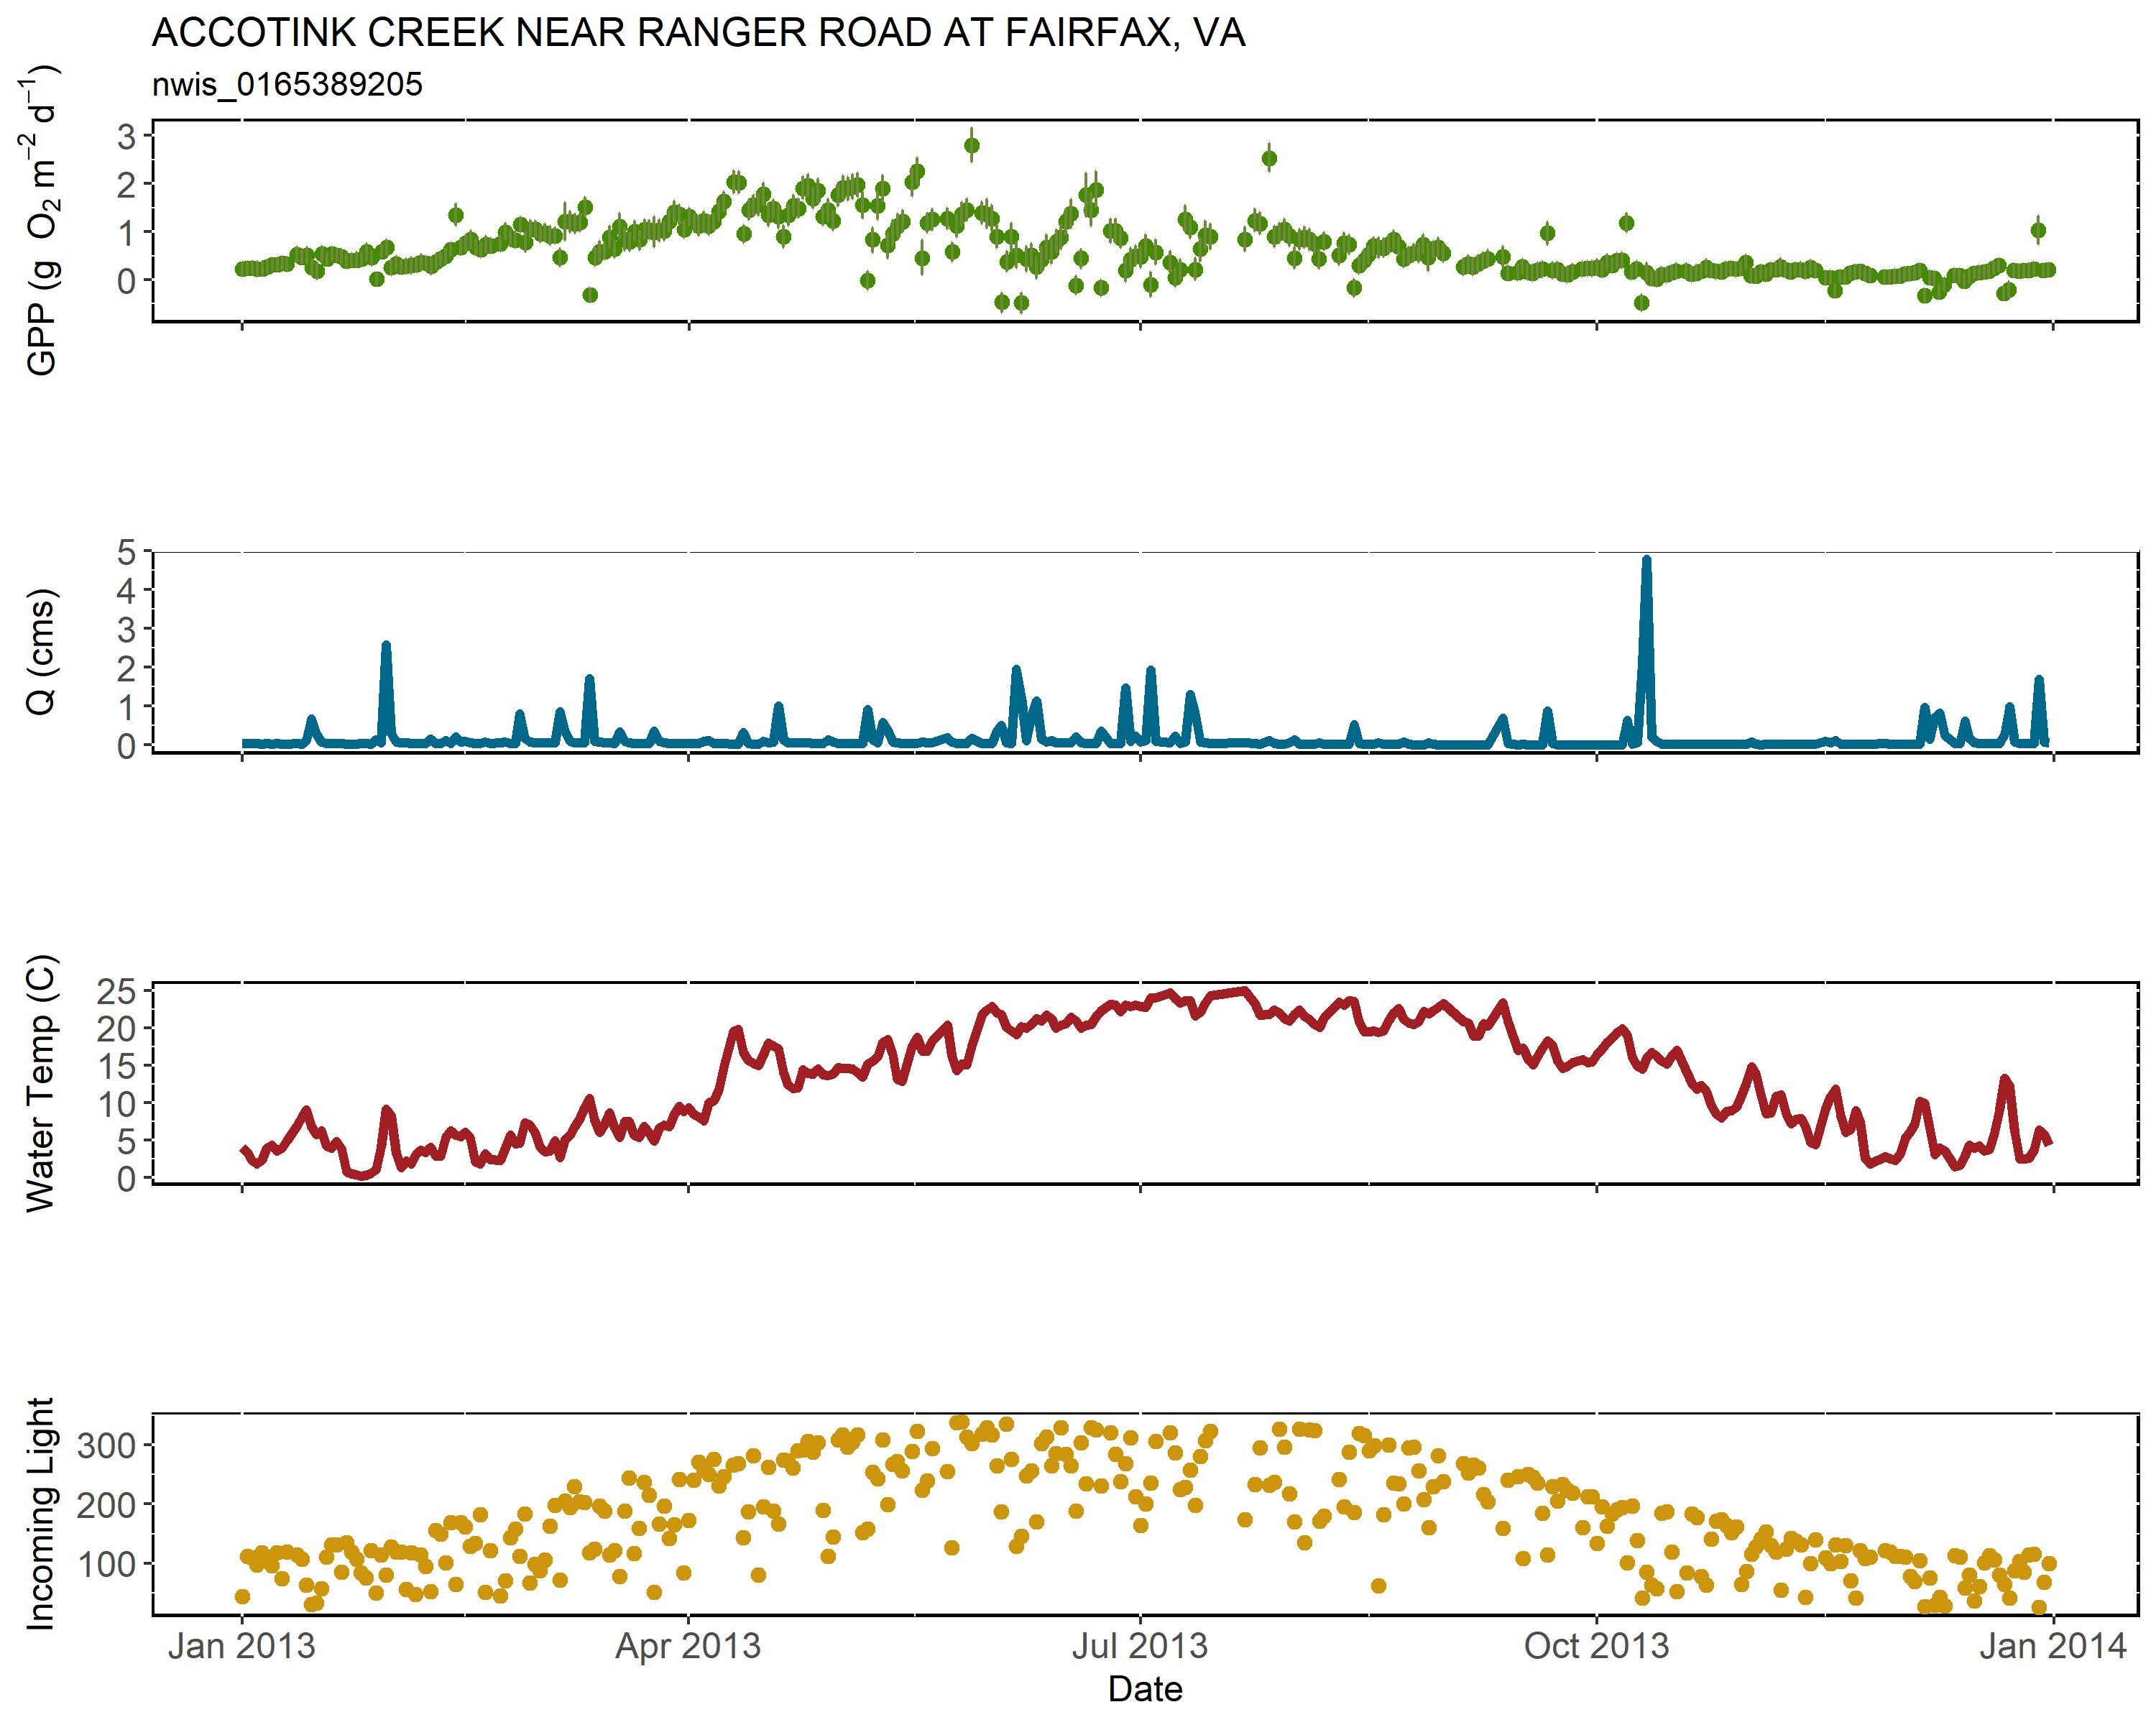 ACCOTINK CREEK NEAR RANGER ROAD AT FAIRFAX, VA
nwis_0165389205
GPP (g O₂ m⁻² d⁻¹)
3
2
1
0
Q (cms)
5
4
3
2
1
0
Water Temp (C)
25
20
15
10
5
0
Incoming Light
300
200
100
Jan 2013 Apr 2013 Jul 2013 Oct 2013 Jan 2014
Date